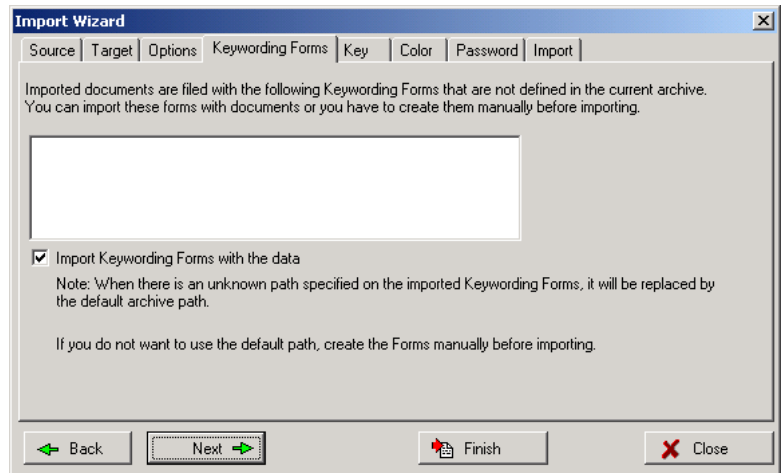 Import Wizard
Source Target Options Keywording Forms Key Color Password Import
Imported documents are filed with the following Keywording Forms that are not defined in the current archive.
You can import these forms with documents or you have to create them manually before importing.
Import Keywording Forms with the data
Note: When there is an unknown path specified on the imported Keywording Forms, it will be replaced by
the default archive path.
If you do not want to use the default path, create the Forms manually before importing.
Back Next Finish Close